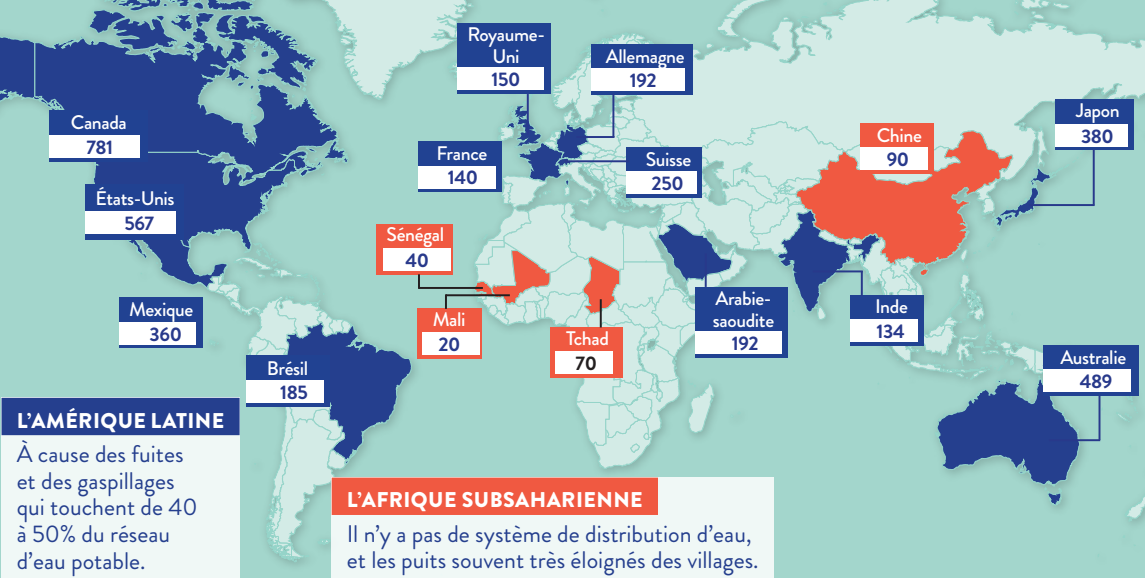 Royaume-
Uni
150
Allemagne
192
Canada
781
Japon
380
Chine
90
France
140
Suisse
250
États-Unis
567
Sénégal
40
Mexique
360
Mali
20
Tchad
70
Arabie-
saoudite
192
Inde
134
Brésil
185
Australie
489
L'AMÉRIQUE LATINE
À cause des fuites
et des gaspillages
qui touchent de 40
à 50% du réseau
d'eau potable.
L'AFRIQUE SUBSAHARIENNE
Il n'y a pas de système de distribution d'eau,
et les puits souvent très éloignés des villages.